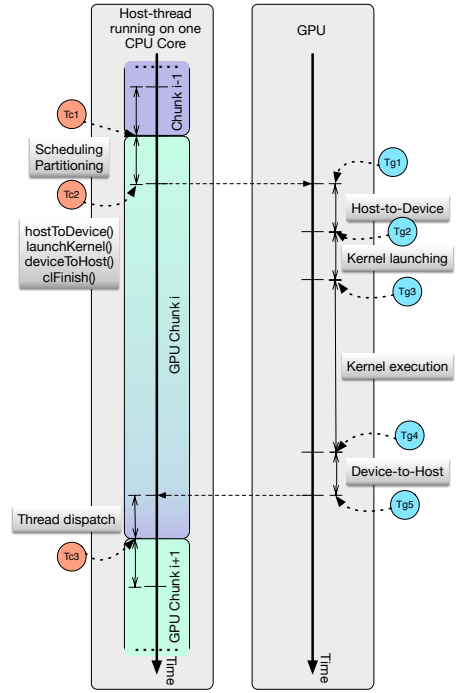 Host-thread
running on one
CPU Core
GPU
Chunk i-1
Tc1
Scheduling
Partitioning
Tc2
hostToDevice()
launchKernel()
deviceToHost()
clFinish()
GPU Chunk i
Thread dispatch
Tc3
GPU Chunk i+1
Time
Tg1
Host-to-Device
Tg2
Kernel launching
Tg3
Kernel execution
Tg4
Device-to-Host
Tg5
Time